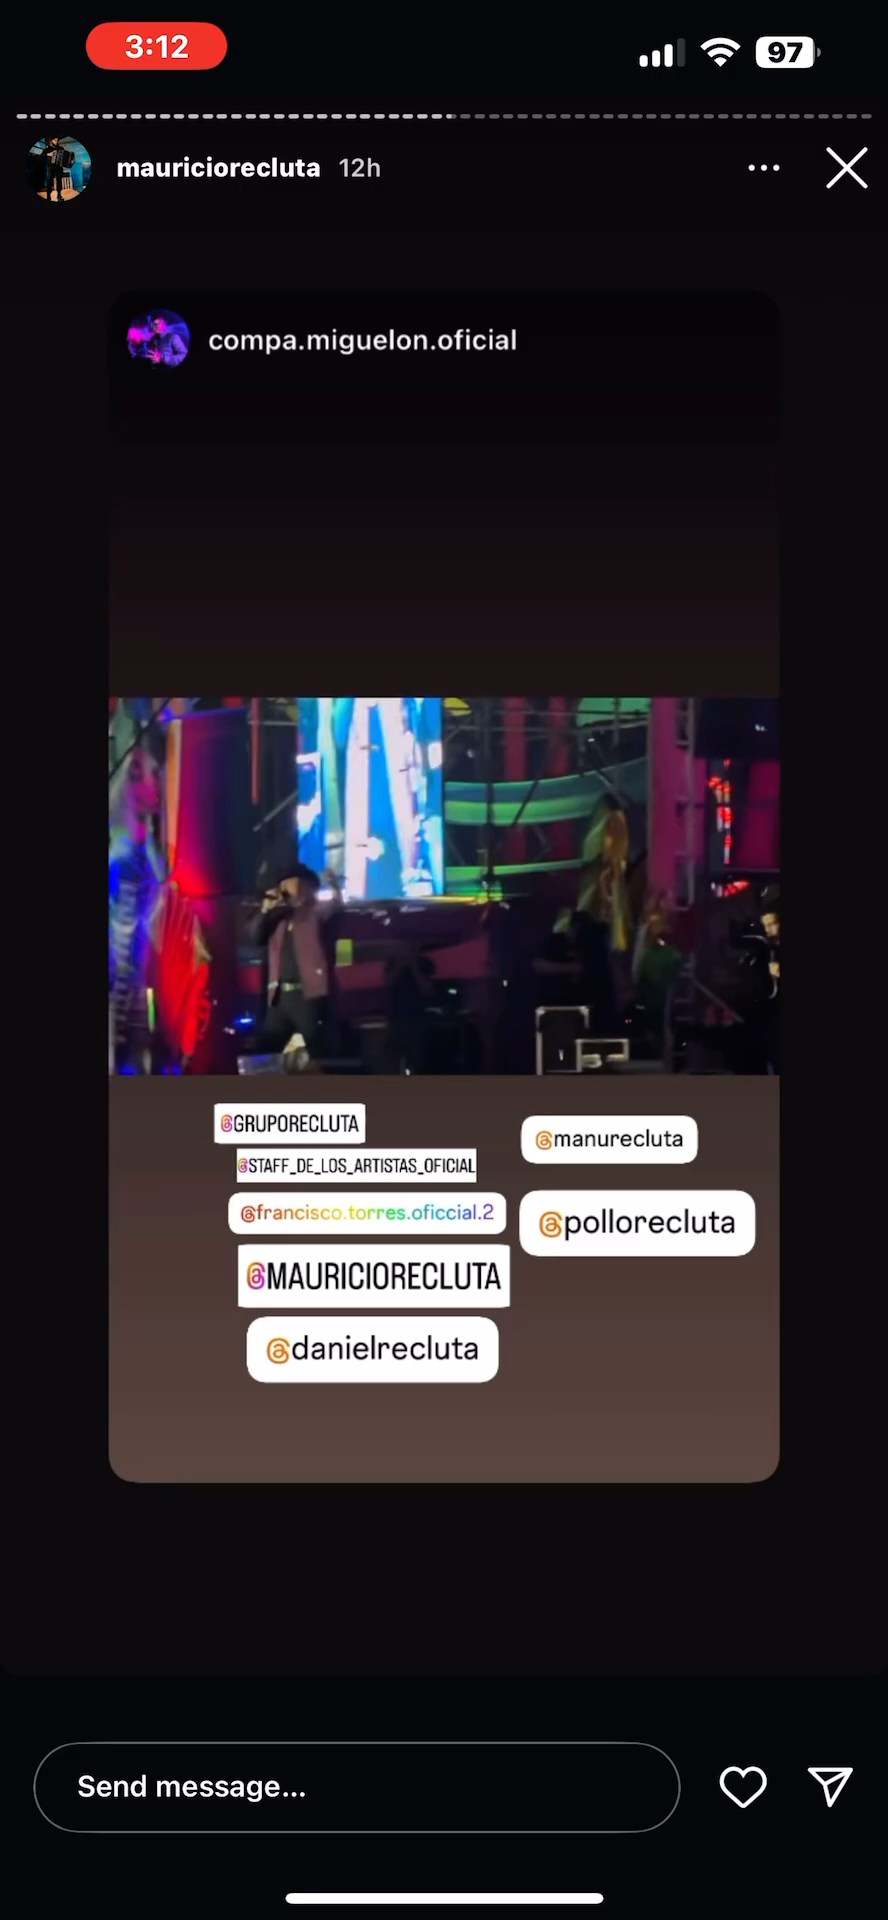 3:12
97
mauriciorecluta 12h
compa.miguelon.oficial
@GRUPORECLUTA
@manurecluta
@STAFF_DE_LOS_ARTISTAS_OFICIAL
@francisco.torres.oficcial.2
@pollorecluta
@MAURICIORECLUTA
@danielrecluta
Send message...